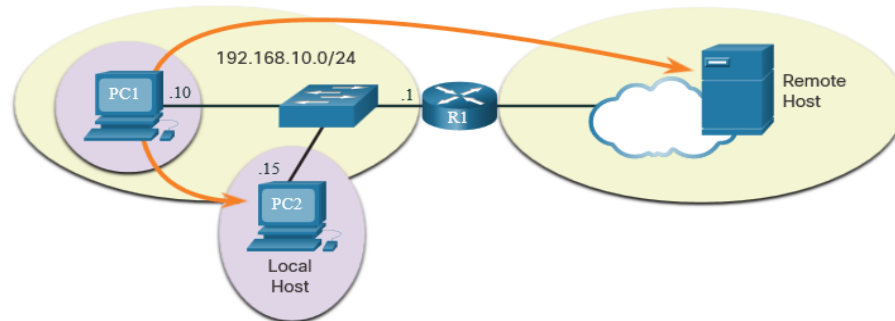 192.168.10.0/24
PC1
.10
.1
R1
Remote
Host
.15
PC2
Local
Host